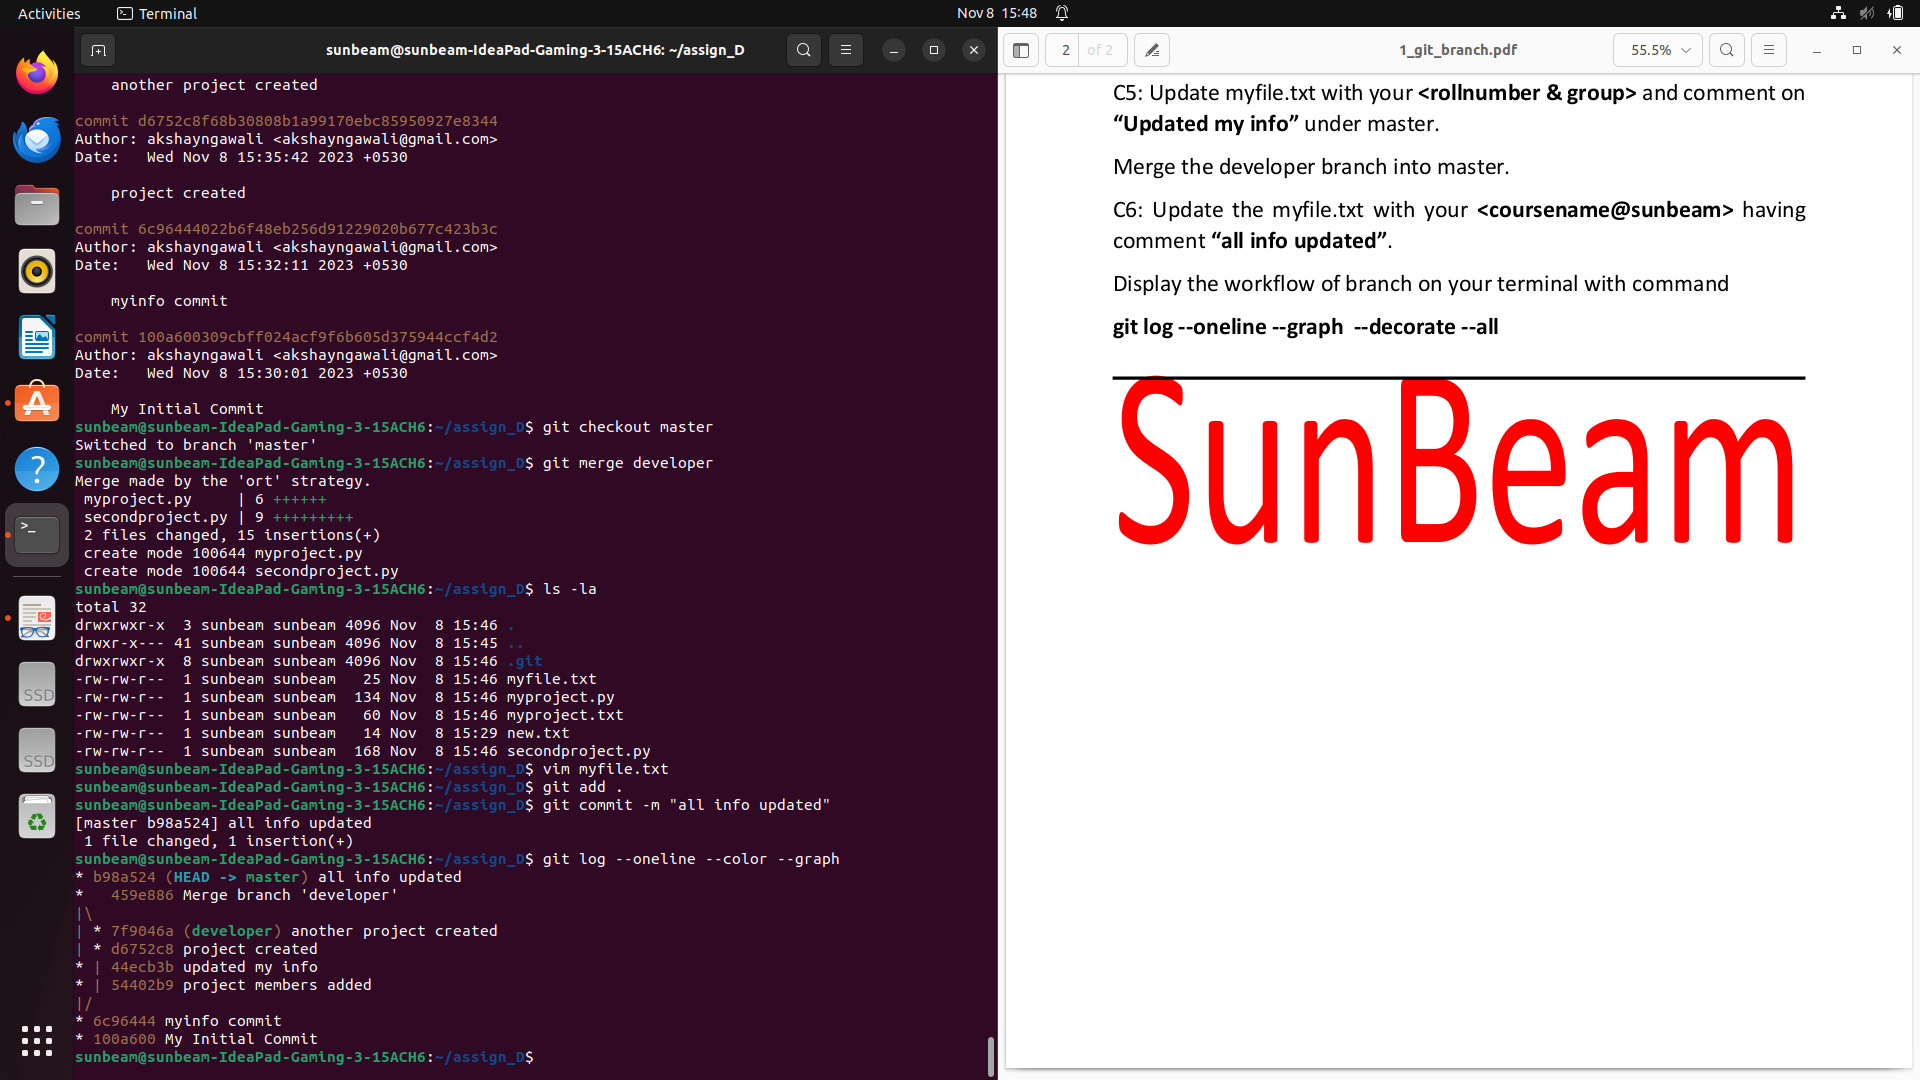 Activities Terminal Nov 8 15:48
sunbeam@sunbeam-IdeaPad-Gaming-3-15ACH6: ~/assign_D
another project created
commit d6752c8f68b30808b1a99170ebc85950927e8344
Author: akshayngawali <akshayngawali@gmail.com>
Date:   Wed Nov 8 15:35:42 2023 +0530
project created
commit 6c96444022b6f48eb256d91229020b677c423b3c
Author: akshayngawali <akshayngawali@gmail.com>
Date:   Wed Nov 8 15:32:11 2023 +0530
myinfo commit
commit 100a600309cbff024acf9f6b605d375944ccf4d2
Author: akshayngawali <akshayngawali@gmail.com>
Date:   Wed Nov 8 15:30:01 2023 +0530
My Initial Commit
sunbeam@sunbeam-IdeaPad-Gaming-3-15ACH6:~/assign_D$ git checkout master
Switched to branch 'master'
sunbeam@sunbeam-IdeaPad-Gaming-3-15ACH6:~/assign_D$ git merge developer
Merge made by the 'ort' strategy.
 myproject.py     | 6 ++++++
 secondproject.py | 9 +++++++++
 2 files changed, 15 insertions(+)
 create mode 100644 myproject.py
 create mode 100644 secondproject.py
sunbeam@sunbeam-IdeaPad-Gaming-3-15ACH6:~/assign_D$ ls -la
total 32
drwxrwxr-x  3 sunbeam sunbeam 4096 Nov  8 15:46 .
drwxr-x--- 41 sunbeam sunbeam 4096 Nov  8 15:45 ..
drwxrwxr-x  8 sunbeam sunbeam 4096 Nov  8 15:46 .git
-rw-rw-r--  1 sunbeam sunbeam   25 Nov  8 15:46 myfile.txt
-rw-rw-r--  1 sunbeam sunbeam  134 Nov  8 15:46 myproject.py
-rw-rw-r--  1 sunbeam sunbeam   60 Nov  8 15:46 myproject.txt
-rw-rw-r--  1 sunbeam sunbeam   14 Nov  8 15:29 new.txt
-rw-rw-r--  1 sunbeam sunbeam  168 Nov  8 15:46 secondproject.py
sunbeam@sunbeam-IdeaPad-Gaming-3-15ACH6:~/assign_D$ vim myfile.txt
sunbeam@sunbeam-IdeaPad-Gaming-3-15ACH6:~/assign_D$ git add .
sunbeam@sunbeam-IdeaPad-Gaming-3-15ACH6:~/assign_D$ git commit -m "all info updated"
[master b98a524] all info updated
 1 file changed, 1 insertion(+)
sunbeam@sunbeam-IdeaPad-Gaming-3-15ACH6:~/assign_D$ git log --oneline --color --graph
* b98a524 (HEAD -> master) all info updated
*   459e886 Merge branch 'developer'
|\
| * 7f9046a (developer) another project created
| * d6752c8 project created
* | 44ecb3b updated my info
* | 54402b9 project members added
|/
* 6c96444 myinfo commit
* 100a600 My Initial Commit
sunbeam@sunbeam-IdeaPad-Gaming-3-15ACH6:~/assign_D$
SSD
SSD
2 of 2 1_git_branch.pdf 55.5%
C5: Update myfile.txt with your <rollnumber & group> and comment on
“Updated my info” under master.
Merge the developer branch into master.
C6: Update the myfile.txt with your <coursename@sunbeam> having
comment “all info updated”.
Display the workflow of branch on your terminal with command
git log --oneline --graph  --decorate --all
SunBeam